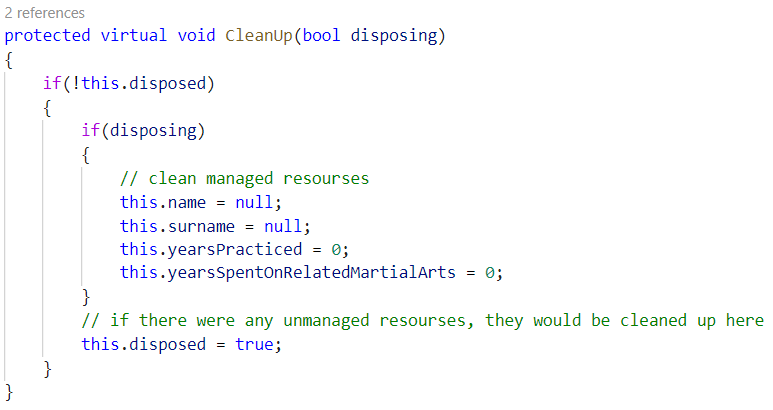 2 references
protected virtual void CleanUp(bool disposing)
{
if(!this.disposed)
{
if(disposing)
{
// clean managed resourses
this.name = null;
this.surname = null;
this.yearsPracticed = 0;
this.yearsSpentOnRelatedMartialArts = 0;
}
// if there were any unmanaged resourses, they would be cleaned up here
this.disposed = true;
}
}